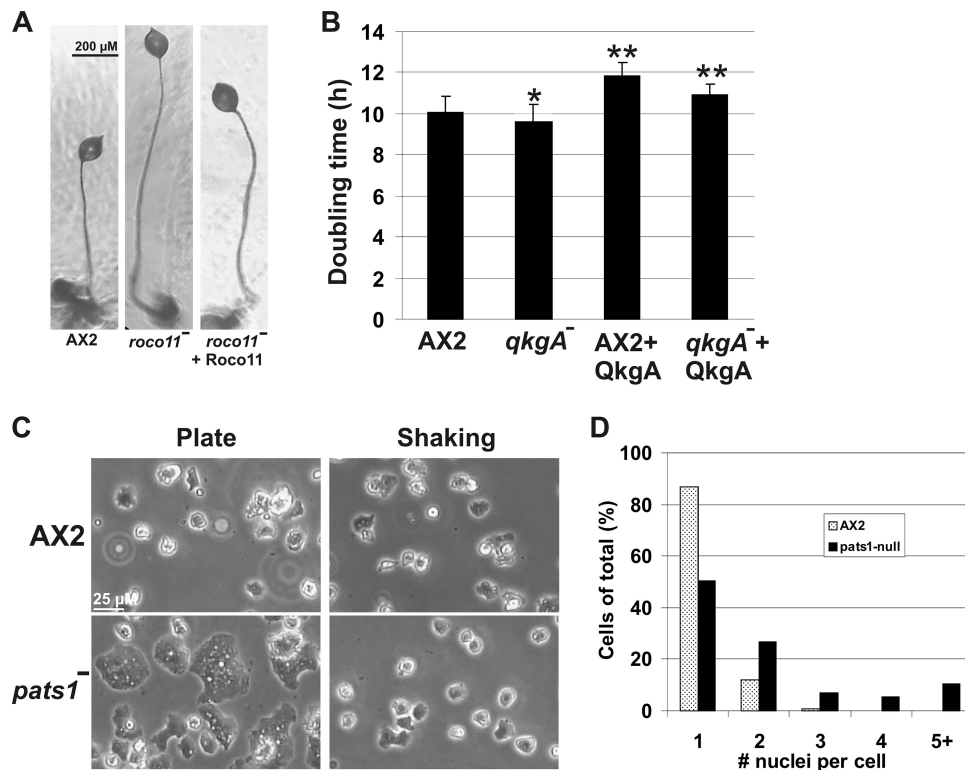 A
200 µM
AX2
roco11⁻
roco11⁻
+ Roco11
B
Doubling time (h)
14
12
10
8
6
4
2
0
*
**
**
AX2
qkgA⁻
AX2+
QkgA
qkgA⁻+
QkgA
C
Plate
Shaking
AX2
25 µM
pats1⁻
D
Cells of total (%)
100
80
60
40
20
0
AX2
pats1-null
1
2
3
4
5+
# nuclei per cell